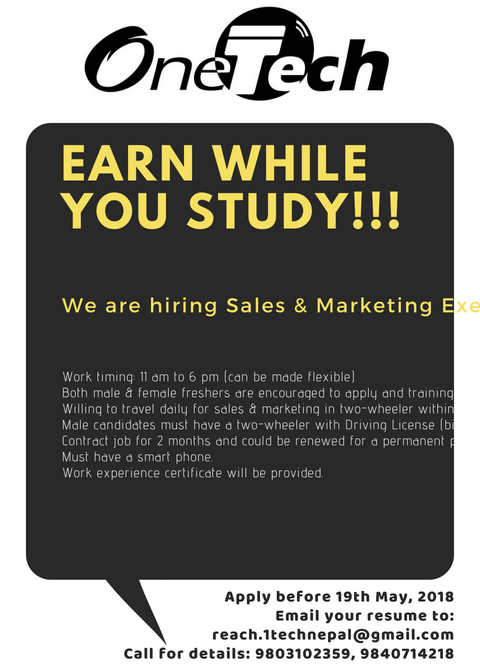 OneTech
EARN WHILE
YOU STUDY!!!
We are hiring Sales & Marketing Exe
Work timing: 11 am to 6 pm (can be made flexible)
Both male & female freshers are encouraged to apply and training
Willing to travel daily for sales & marketing in two-wheeler within
Male candidates must have a two-wheeler with Driving License (bi
Contract job for 2 months and could be renewed for a permanent p
Must have a smart phone.
Work experience certificate will be provided.
Apply before 19th May, 2018
Email your resume to:
reach.1technepal@gmail.com
Call for details: 9803102359, 9840714218